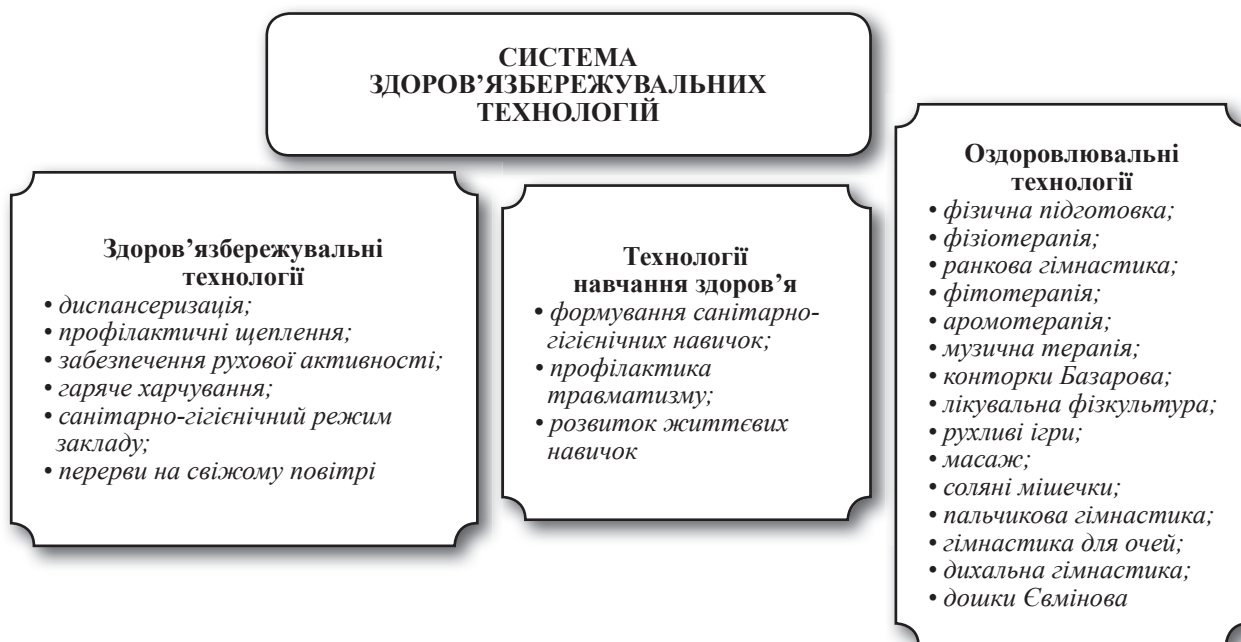 СИСТЕМА
ЗДОРОВ’ЯЗБЕРЕЖУВАЛЬНИХ
ТЕХНОЛОГІЙ
Здоров’язбережувальні
технології
• диспансеризація;
• профілактичні щеплення;
• забезпечення рухової активності;
• гаряче харчування;
• санітарно-гігієнічний режим
закладу;
• перерви на свіжому повітрі
Технології
навчання здоров’я
• формування санітарно-
гігієнічних навичок;
• профілактика
травматизму;
• розвиток життєвих
навичок
Оздоровлювальні
технології
• фізична підготовка;
• фізіотерапія;
• ранкова гімнастика;
• фітотерапія;
• аромотерапія;
• музична терапія;
• конторки Базарова;
• лікувальна фізкультура;
• рухливі ігри;
• масаж;
• соляні мішечки;
• пальчикова гімнастика;
• гімнастика для очей;
• дихальна гімнастика;
• дошки Євмінова